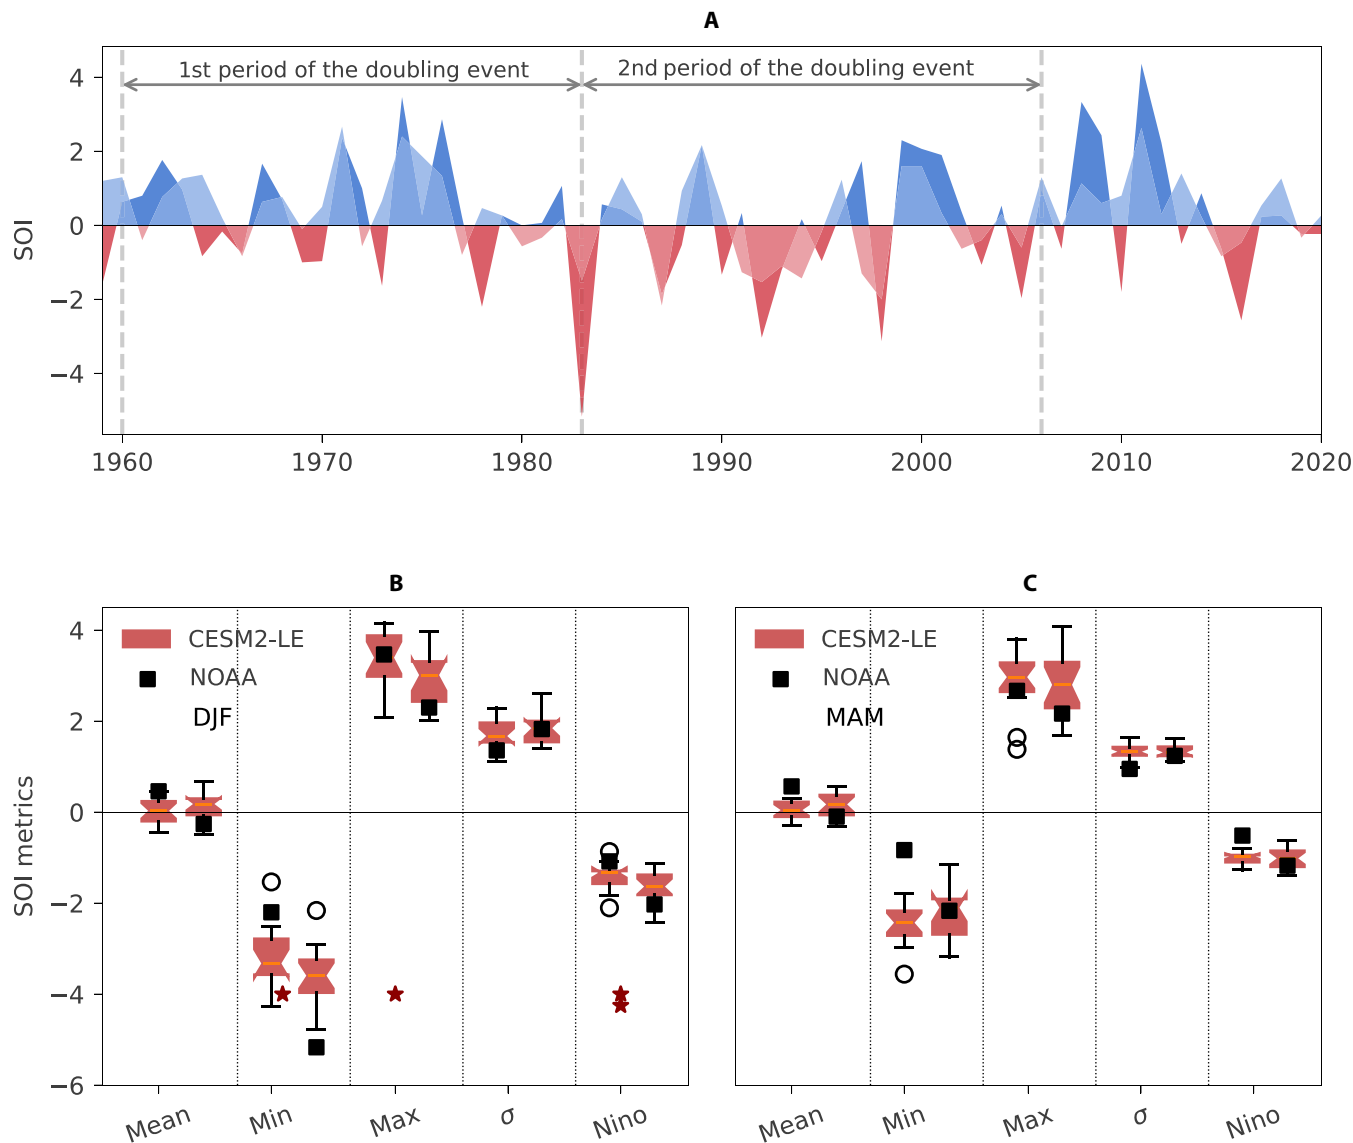 A
1st period of the doubling event
2nd period of the doubling event
4
2
0
−2
−4
SOI
1960 1970 1980 1990 2000 2010 2020
B
CESM2-LE
NOAA
DJF
4
2
0
−2
−4
−6
SOI metrics
Mean Min Max σ Nino
C
CESM2-LE
NOAA
MAM
Mean Min Max σ Nino